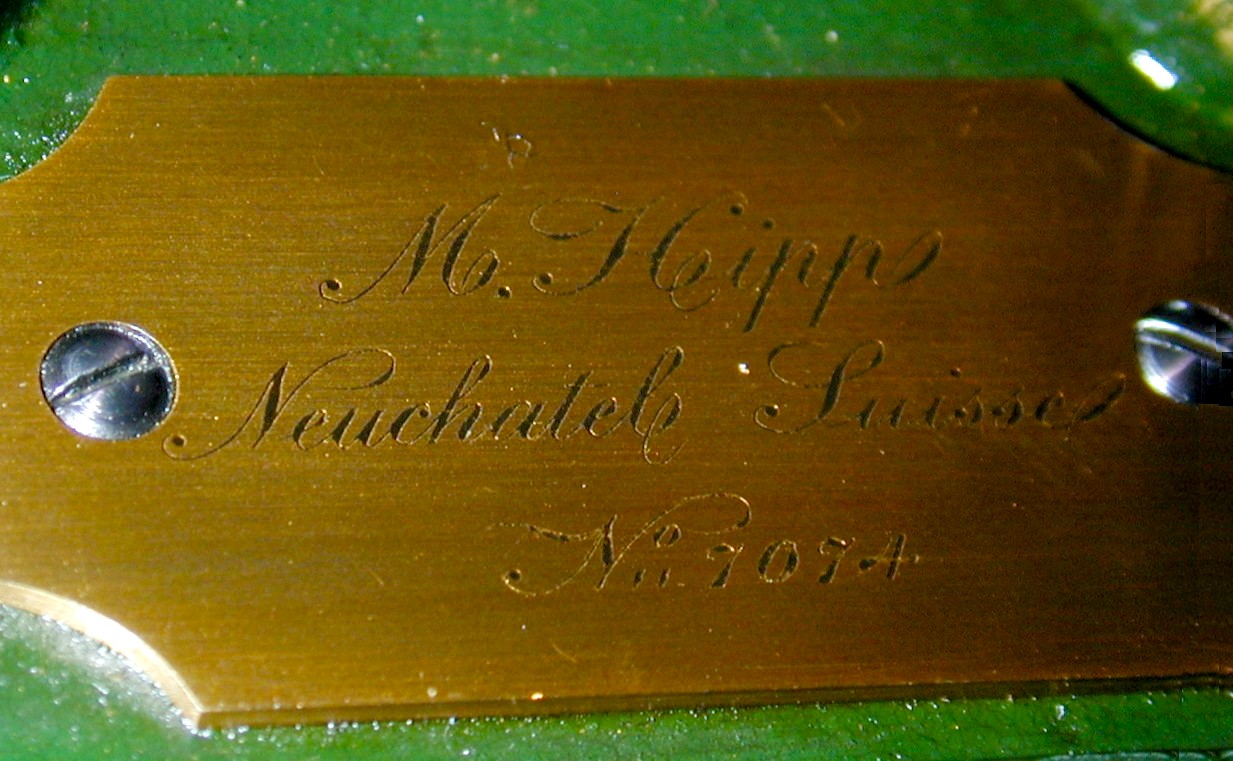 M. Hipp
Neuchatel Suisse
No. 7074